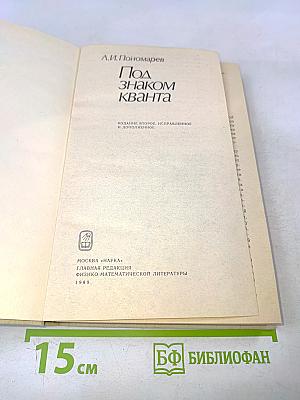 Л.И. Пономарев
Под
знаком
кванта
ИЗДАНИЕ ВТОРОЕ, ИСПРАВЛЕННОЕ
И ДОПОЛНЕННОЕ
МОСКВА «НАУКА»
ГЛАВНАЯ РЕДАКЦИЯ
ФИЗИКО-МАТЕМАТИЧЕСКОЙ ЛИТЕРАТУРЫ
1989
15 см
БФ БИБЛИОФАН